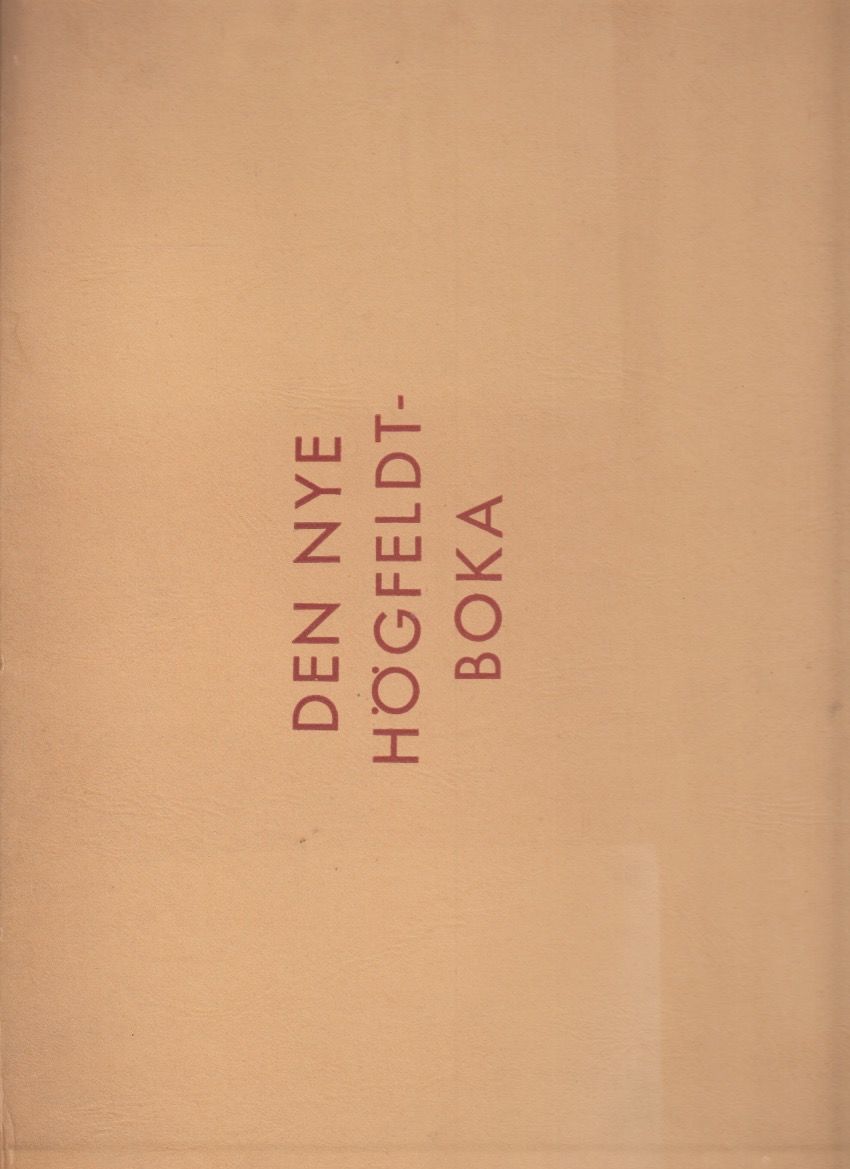 DEN NYE
HÖGFELDT-
BOKA